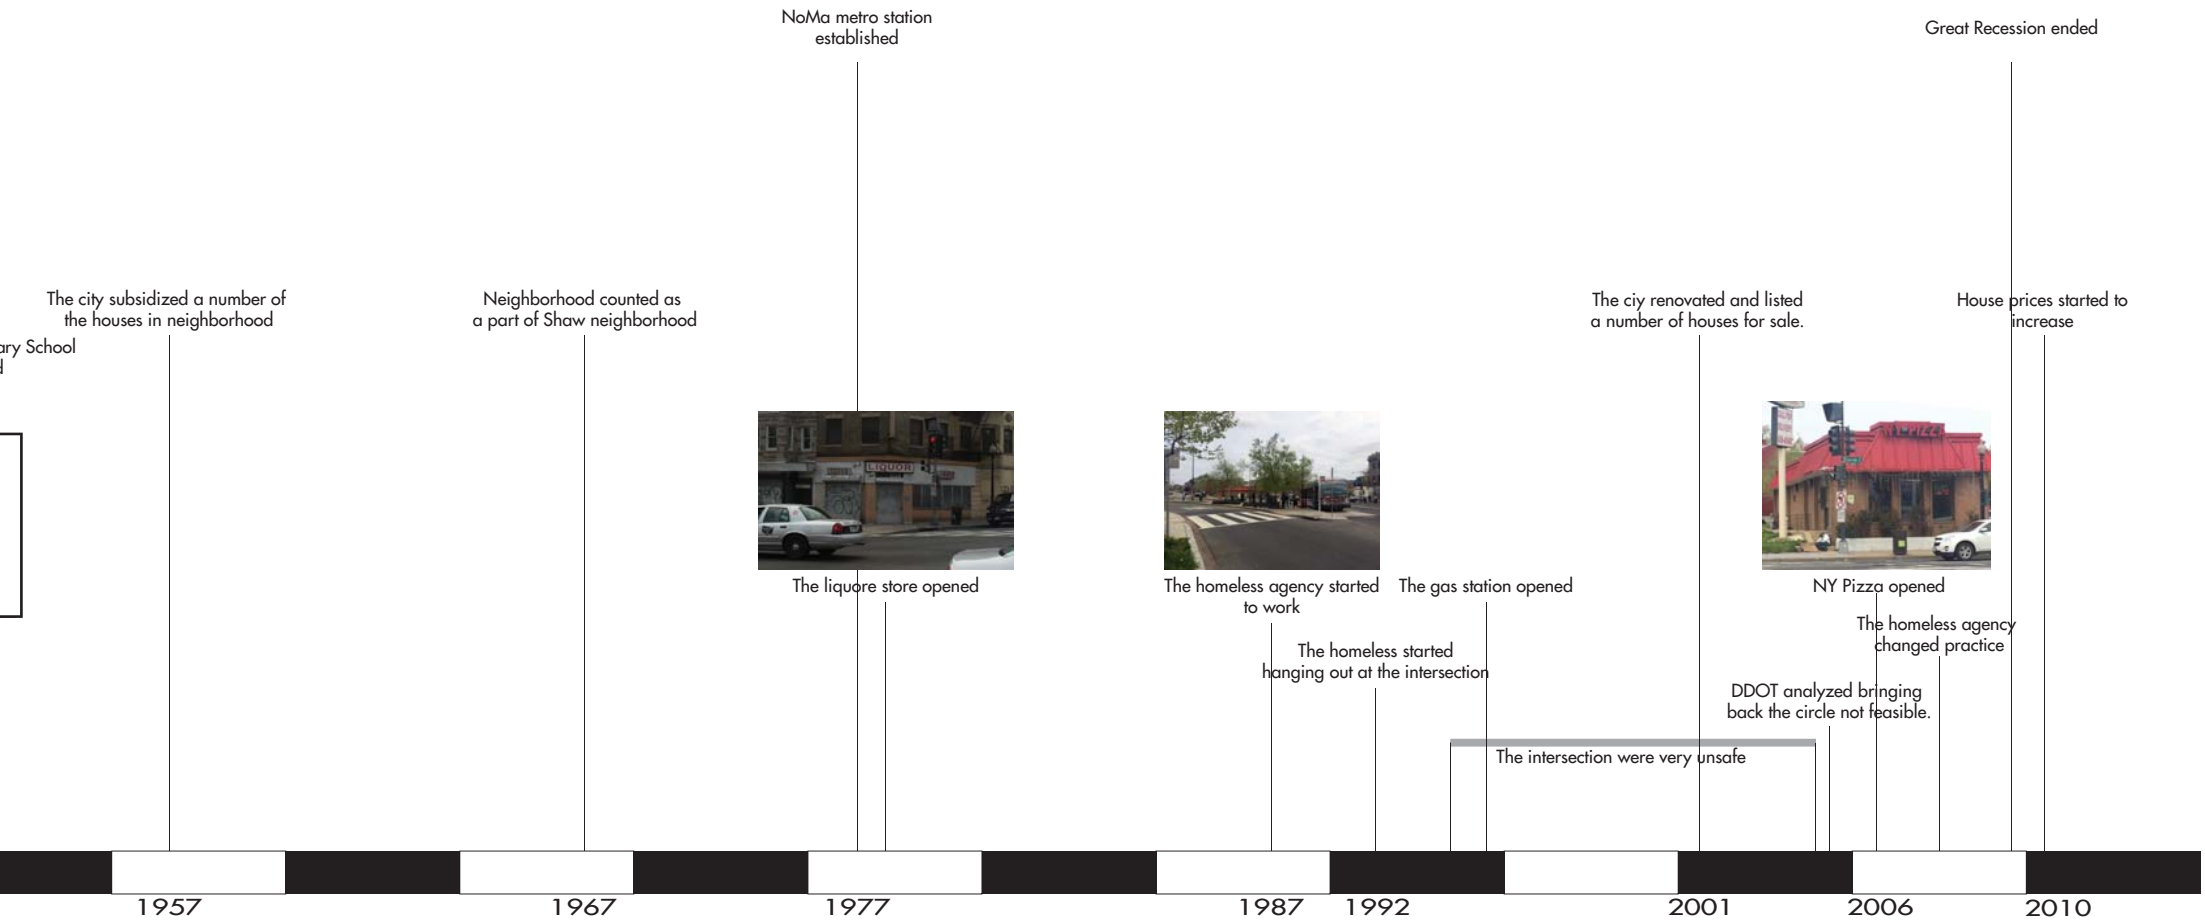 NoMa metro station
established
Great Recession ended
The city subsidized a number of
the houses in neighborhood
Neighborhood counted as
a part of Shaw neighborhood
The ciy renovated and listed
a number of houses for sale.
House prices started to
increase
ary School
d
LIQUOR
The liquore store opened
The homeless agency started
to work
The gas station opened
NY Pizza opened
The homeless started
hanging out at the intersection
The homeless agency
changed practice
DDOT analyzed bringing
back the circle not feasible.
The intersection were very unsafe
1957
1967
1977
1987
1992
2001
2006
2010